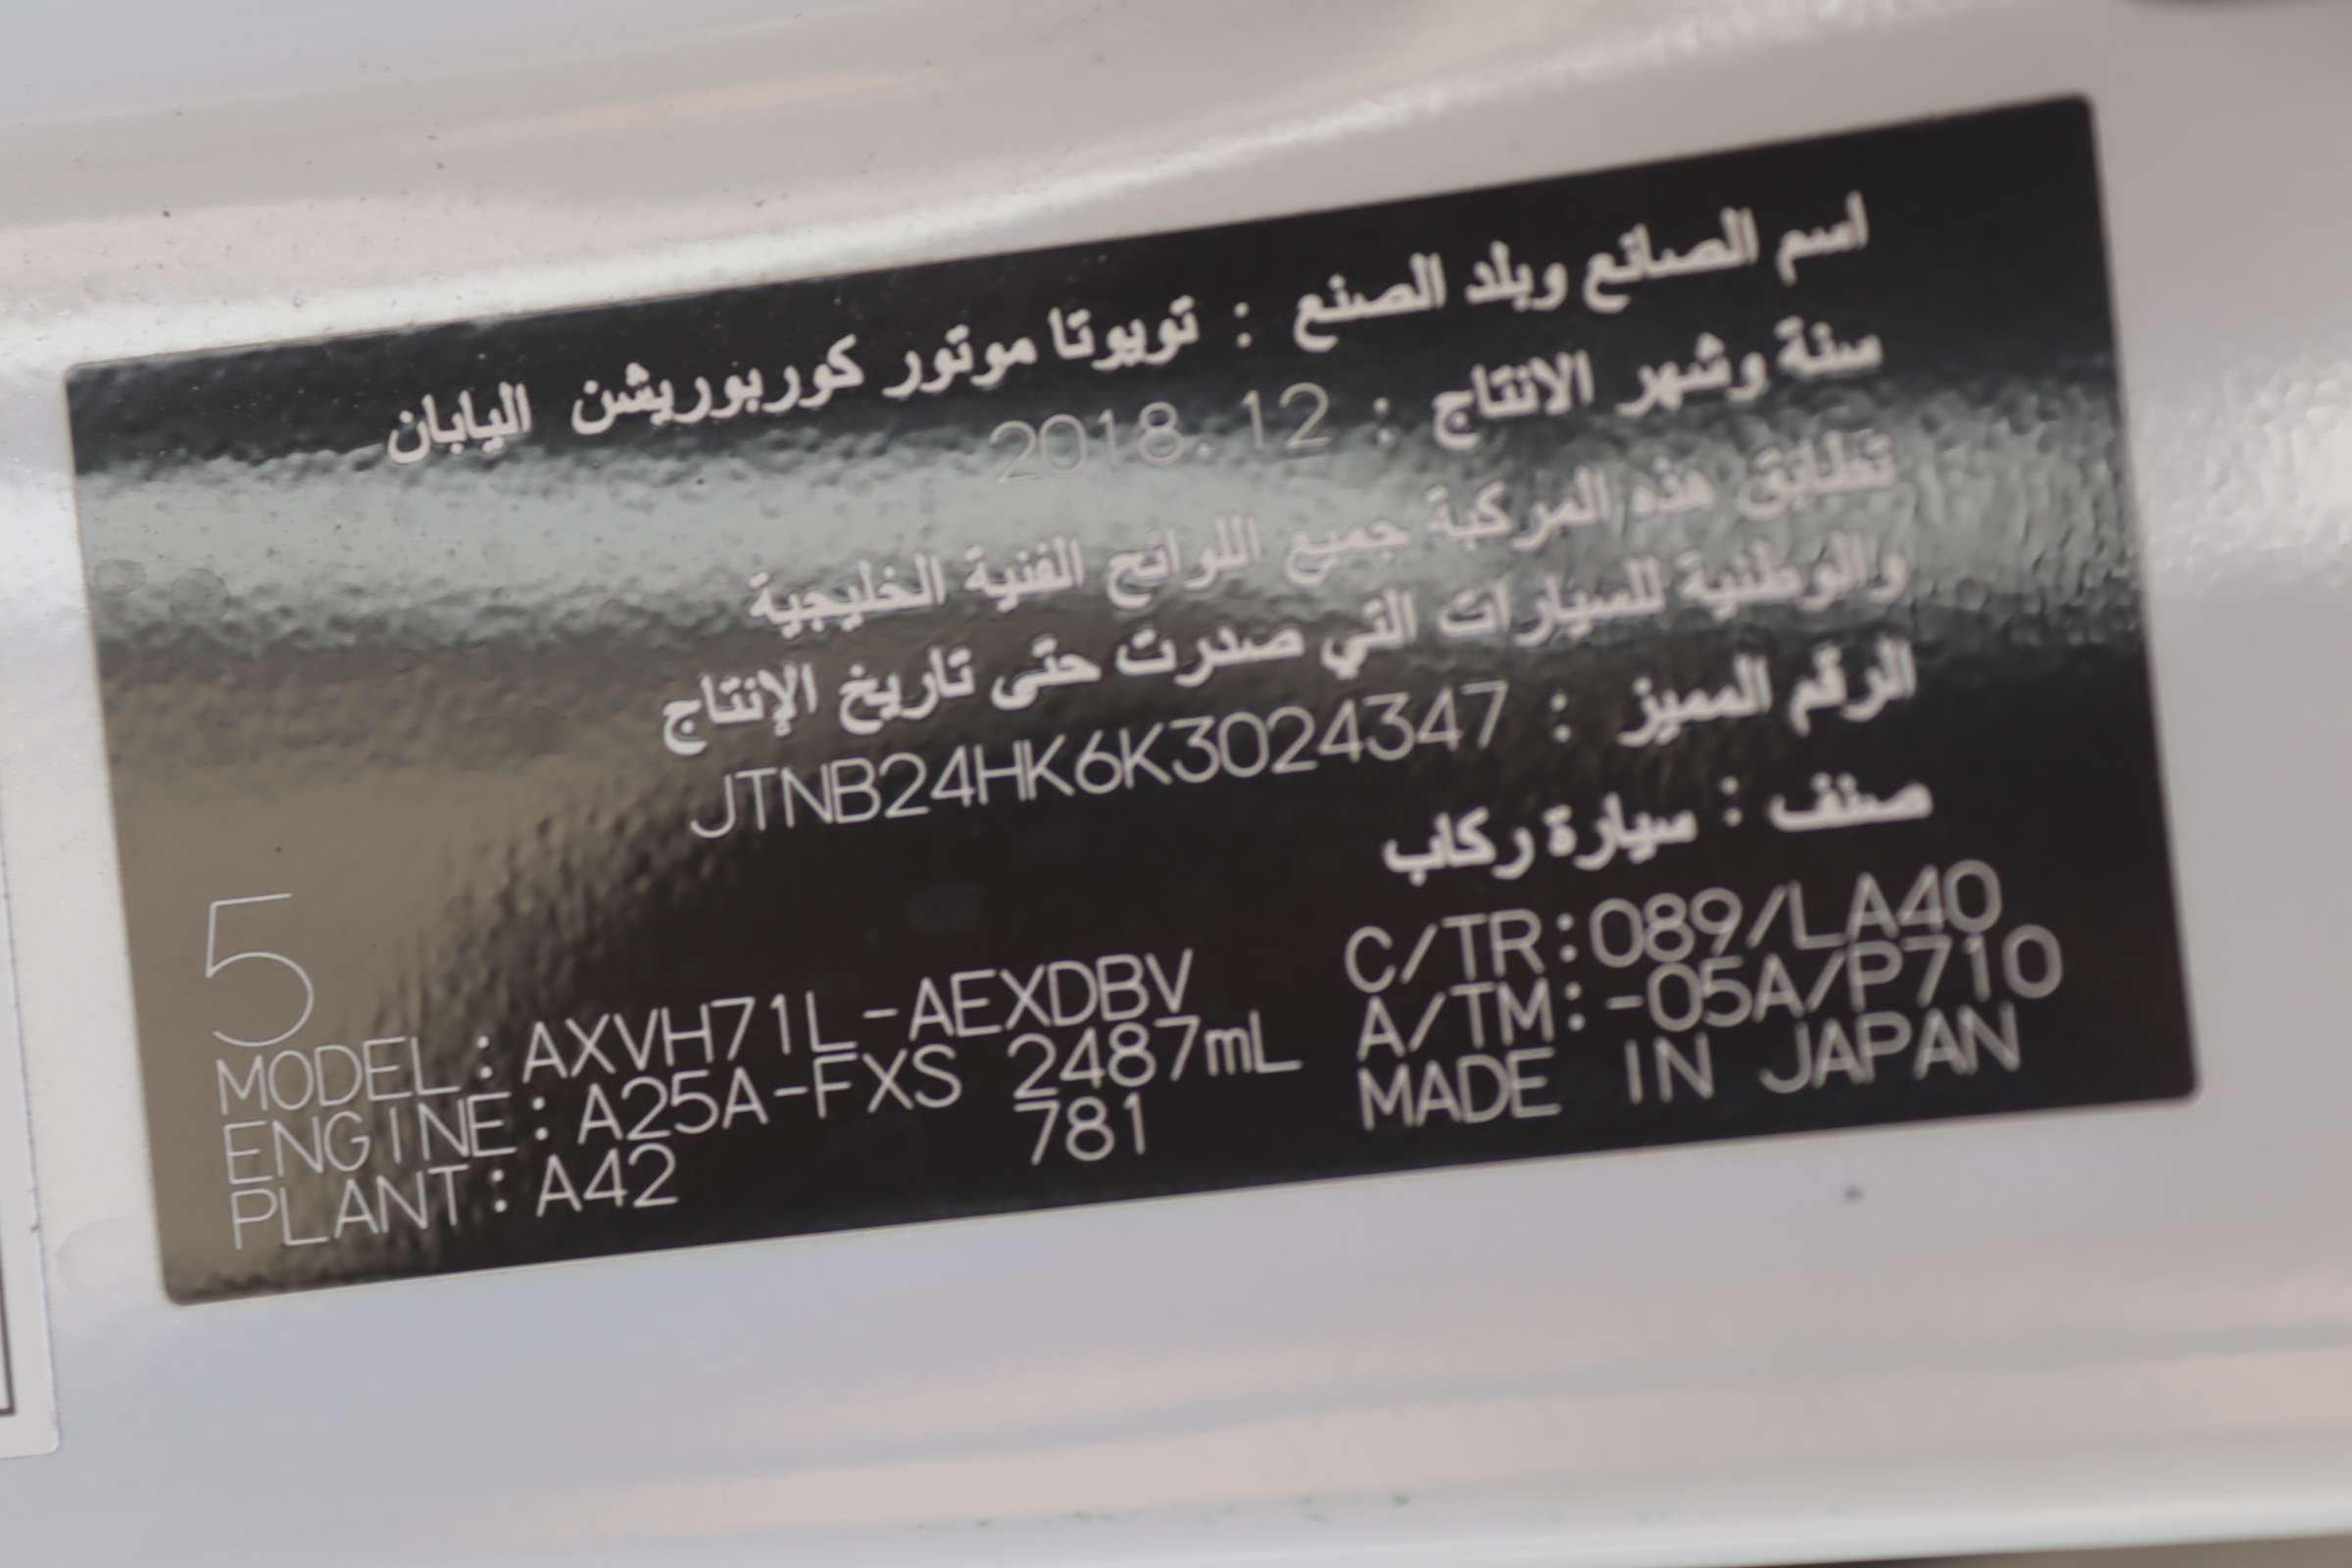 اسم الصانع وبلد الصنع : تويوتا موتور كوربوريشن اليابان
سنة وشهر الانتاج : 2018.12
تطابق هذه المركبة جميع اللوائح الفنية الخليجية
والوطنية للسيارات التي صدرت حتى تاريخ الإنتاج
الرقم المميز : JTNB24HK6K3024347
صنف : سيارة ركاب
5
C/TR:089/LA40
MODEL: AXVH71L-AEXDBV A/TM:-05A/P710
ENGINE: A25A-FXS 2487mL MADE IN JAPAN
PLANT: A42 781